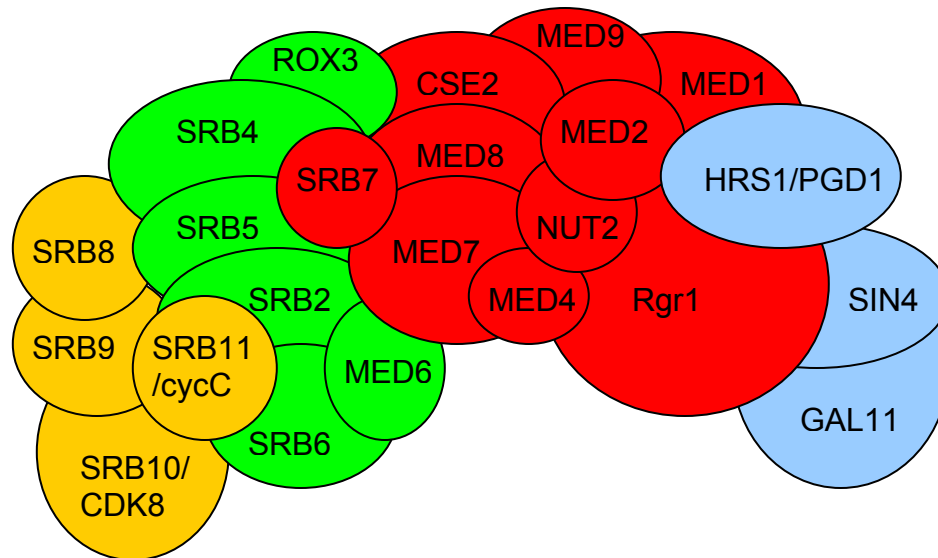 MED9
ROX3
CSE2
MED1
SRB4
MED2
MED8
SRB7
HRS1/PGD1
SRB5
NUT2
SRB8
MED7
SRB2
MED4
Rgr1
SIN4
SRB9
SRB11
/cycC
MED6
GAL11
SRB6
SRB10/
CDK8